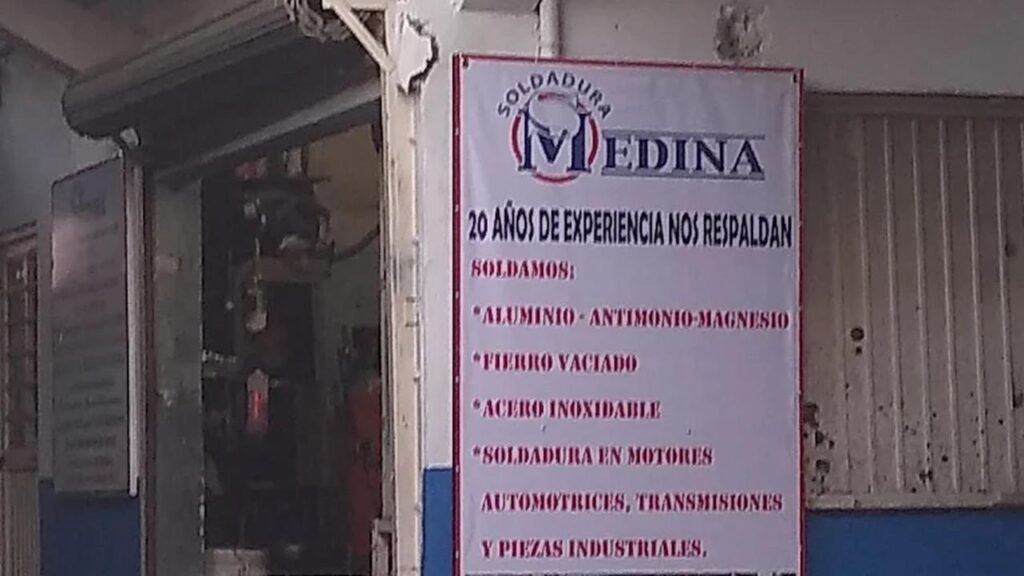 SOLDADURA
MEDINA
20 AÑOS DE EXPERIENCIA NOS RESPALDAN
SOLDAMOS:
*ALUMINIO - ANTIMONIO-MAGNESIO
*FIERRO VACIADO
*ACERO INOXIDABLE
*SOLDADURA EN MOTORES
AUTOMOTRICES, TRANSMISIONES
Y PIEZAS INDUSTRIALES.